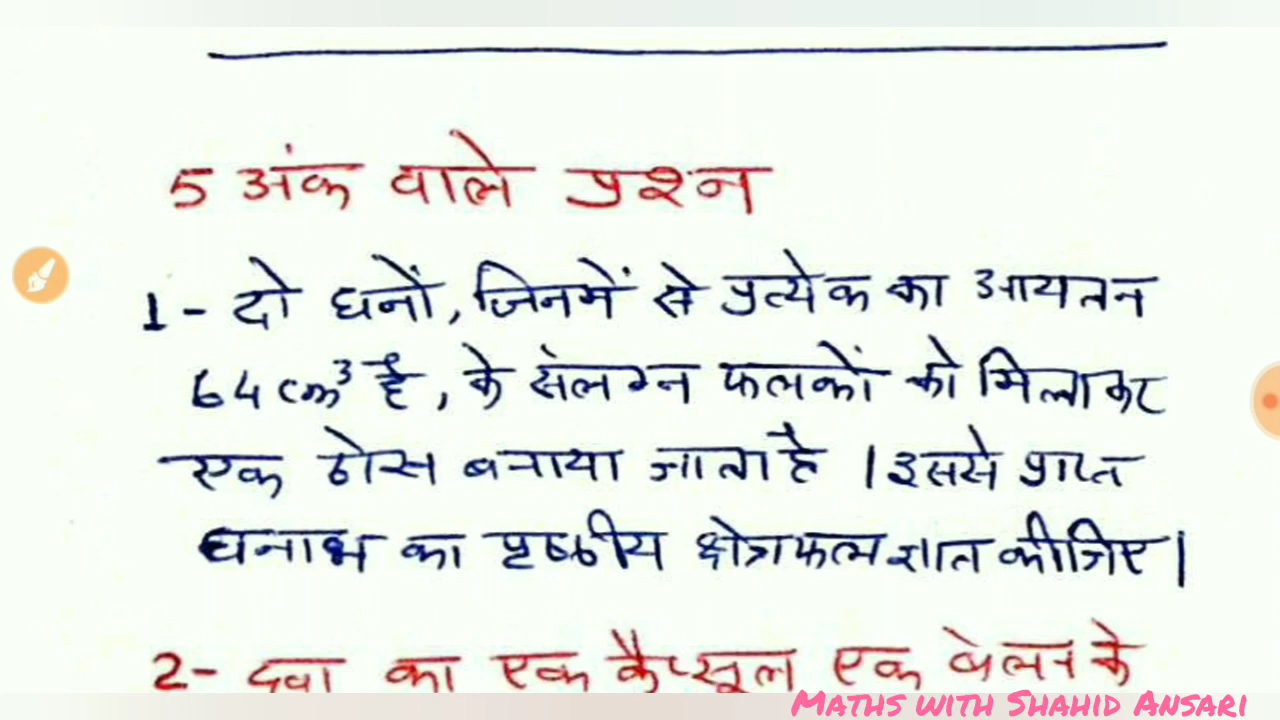 5 अंक वाले प्रश्न
1- दो घनों, जिनमें से प्रत्येक का आयतन
64 cm³ है, के संलग्न फलकों को मिलाकर
एक ठोस बनाया जाता है । इससे प्राप्त
घनाभ का पृष्ठीय क्षेत्रफल ज्ञात कीजिए।
2- दवा का एक कैप्सूल एक बेलन के
Maths with Shahid Ansari